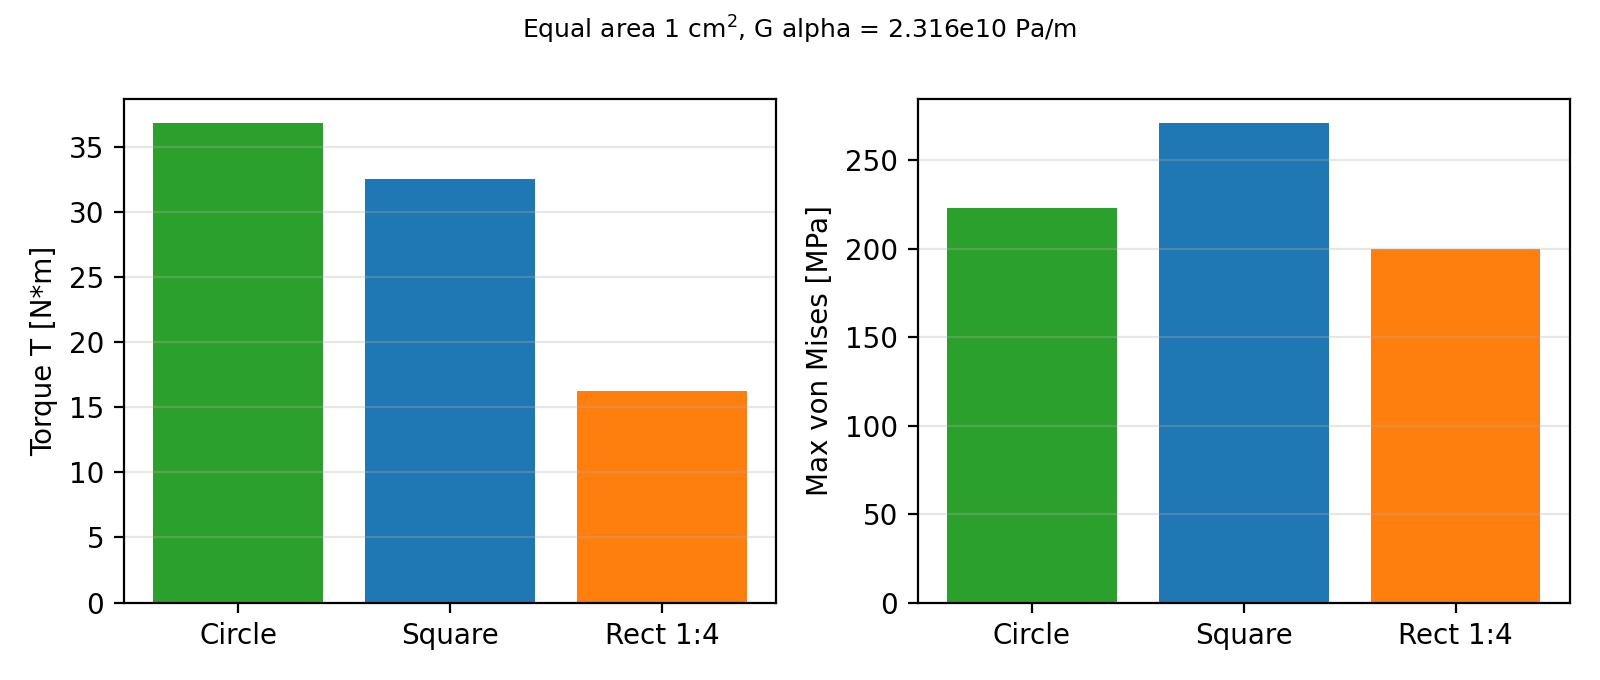 Equal area 1 cm², G alpha = 2.316e10 Pa/m
Torque T [N*m]
35
30
25
20
15
10
5
0
Circle
Square
Rect 1:4
Max von Mises [MPa]
250
200
150
100
50
0
Circle
Square
Rect 1:4